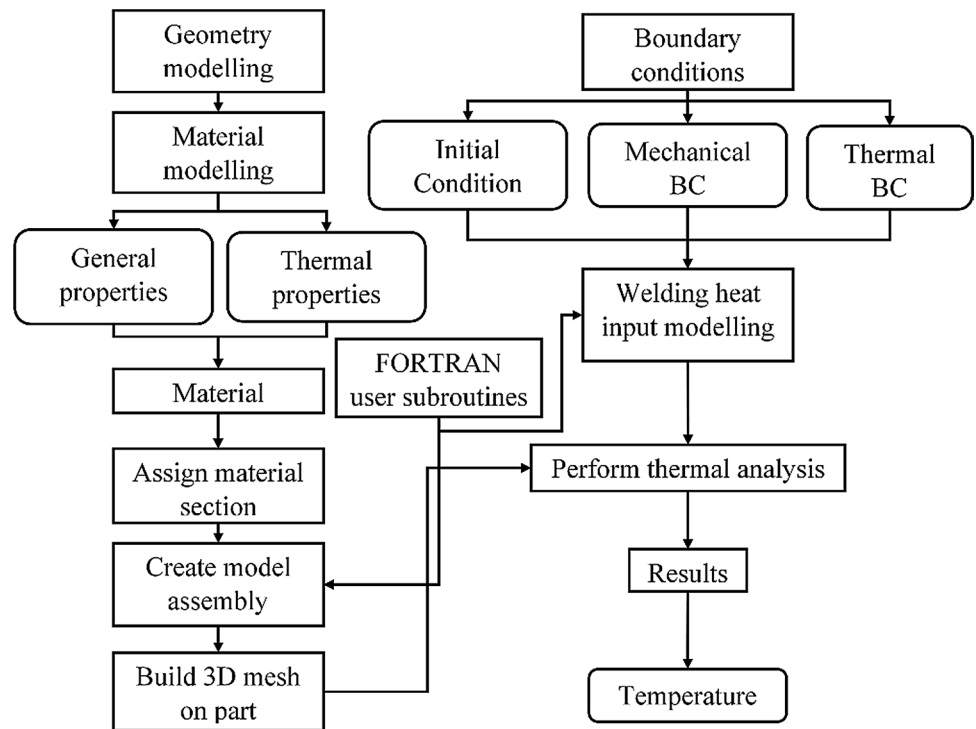 Geometry
modelling
Material
modelling
General
properties
Thermal
properties
Material
Assign material
section
Create model
assembly
Build 3D mesh
on part
FORTRAN
user subroutines
Boundary
conditions
Initial
Condition
Mechanical
BC
Thermal
BC
Welding heat
input modelling
Perform thermal analysis
Results
Temperature